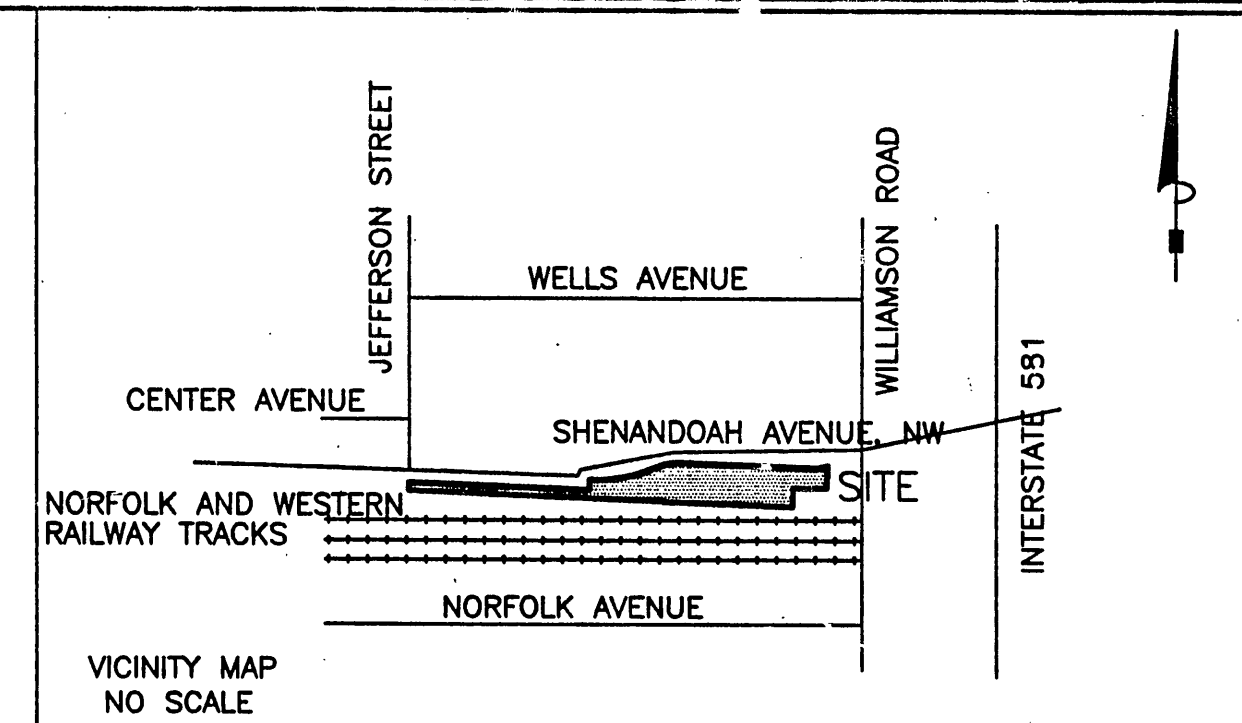 JEFFERSON STREET
WILLIAMSON ROAD
WELLS AVENUE
INTERSTATE 581
CENTER AVENUE
SHENANDOAH AVENUE, NW
SITE
NORFOLK AND WESTERN
RAILWAY TRACKS
NORFOLK AVENUE
VICINITY MAP
NO SCALE